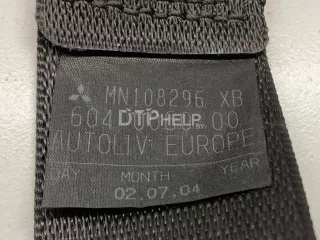 MN108296 XB
DTPHELP
AUTOLIV EUROPE
DAY MONTH YEAR
02.07.04